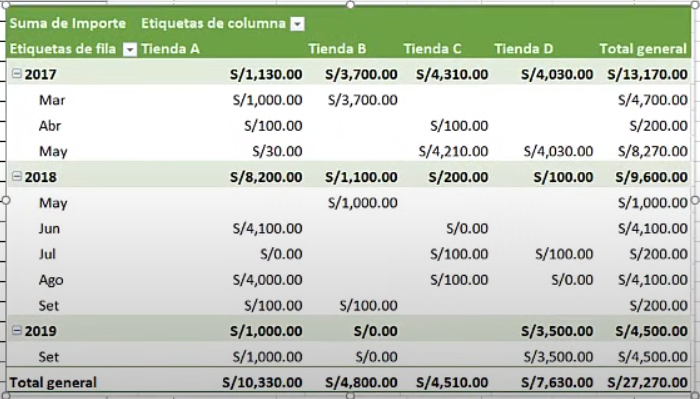 Suma de Importe Etiquetas de columna
Etiquetas de fila Tienda A Tienda B Tienda C Tienda D Total general
2017 S/1,130.00 S/3,700.00 S/4,310.00 S/4,030.00 S/13,170.00
Mar S/1,000.00 S/3,700.00 S/4,700.00
Abr S/100.00 S/100.00 S/200.00
May S/30.00 S/4,210.00 S/4,030.00 S/8,270.00
2018 S/8,200.00 S/1,100.00 S/200.00 S/100.00 S/9,600.00
May S/1,000.00 S/1,000.00
Jun S/4,100.00 S/0.00 S/4,100.00
Jul S/0.00 S/100.00 S/100.00 S/200.00
Ago S/4,000.00 S/100.00 S/0.00 S/4,100.00
Set S/100.00 S/100.00 S/200.00
2019 S/1,000.00 S/0.00 S/3,500.00 S/4,500.00
Set S/1,000.00 S/0.00 S/3,500.00 S/4,500.00
Total general S/10,330.00 S/4,800.00 S/4,510.00 S/7,630.00 S/27,270.00